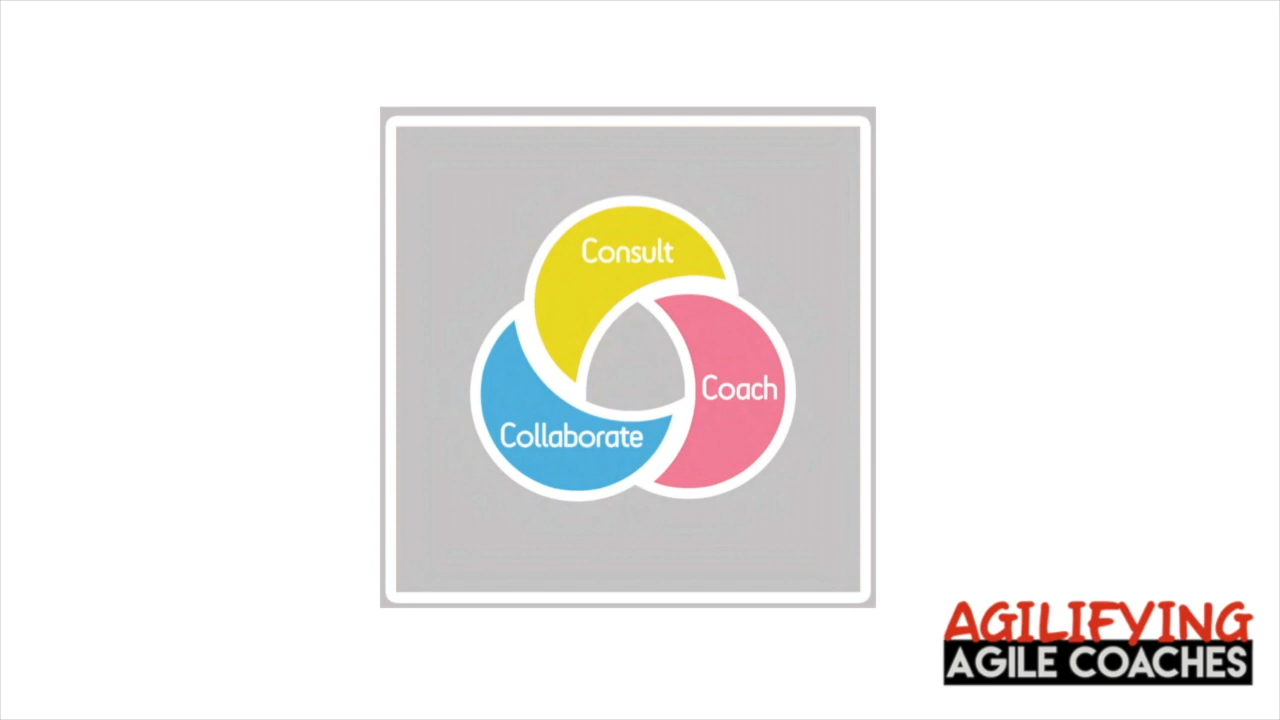 Consult
Coach
Collaborate
AGILIFYING
AGILE COACHES